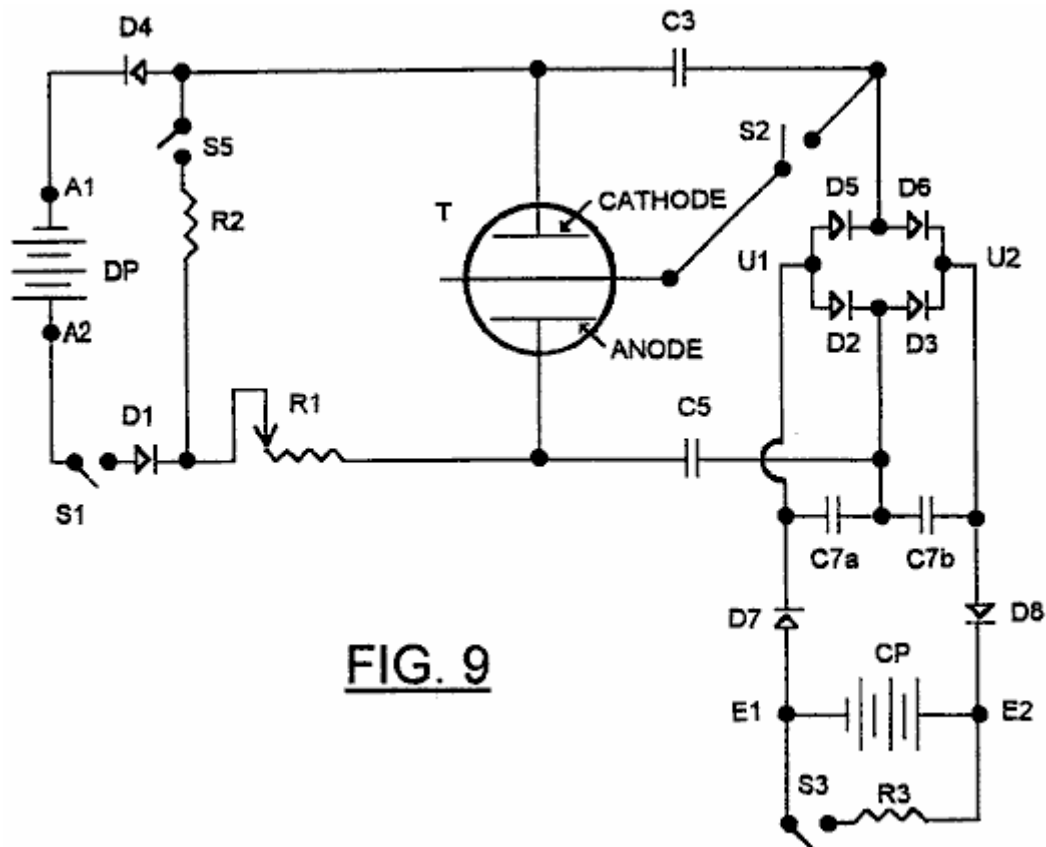 D4
C3
S5
S2
A1
R2
T
CATHODE
D5 D6
DP
U1 U2
A2
ANODE
D2 D3
D1
R1
C5
S1
C7a C7b
D7 D8
FIG. 9
CP
E1 E2
S3
R3